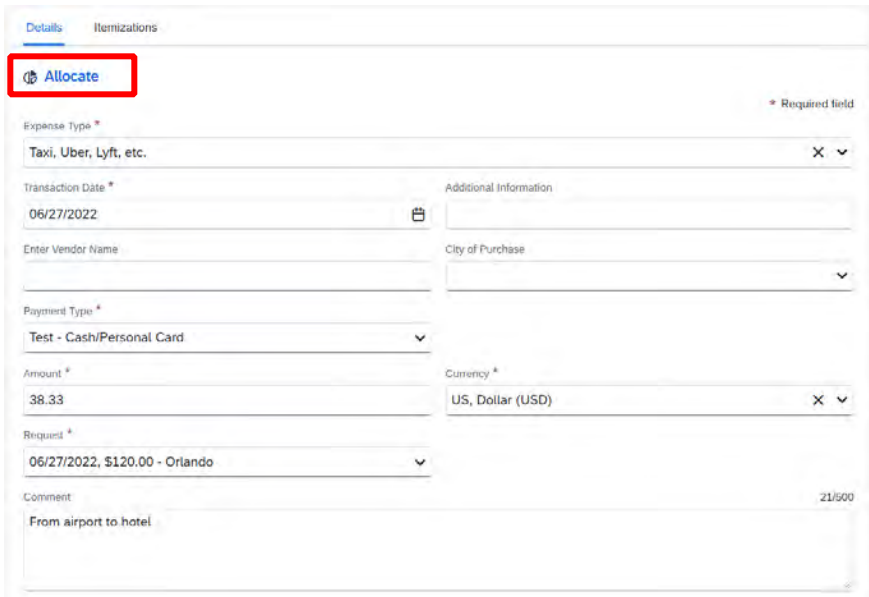 Details Itemizations
Allocate
* Required field
Expense Type *
Taxi, Uber, Lyft, etc.
Transaction Date * Additional Information
06/27/2022
Enter Vendor Name City of Purchase
Payment Type *
Test - Cash/Personal Card
Amount * Currency *
38.33 US, Dollar (USD)
Request *
06/27/2022, $120.00 - Orlando
Comment 21/500
From airport to hotel